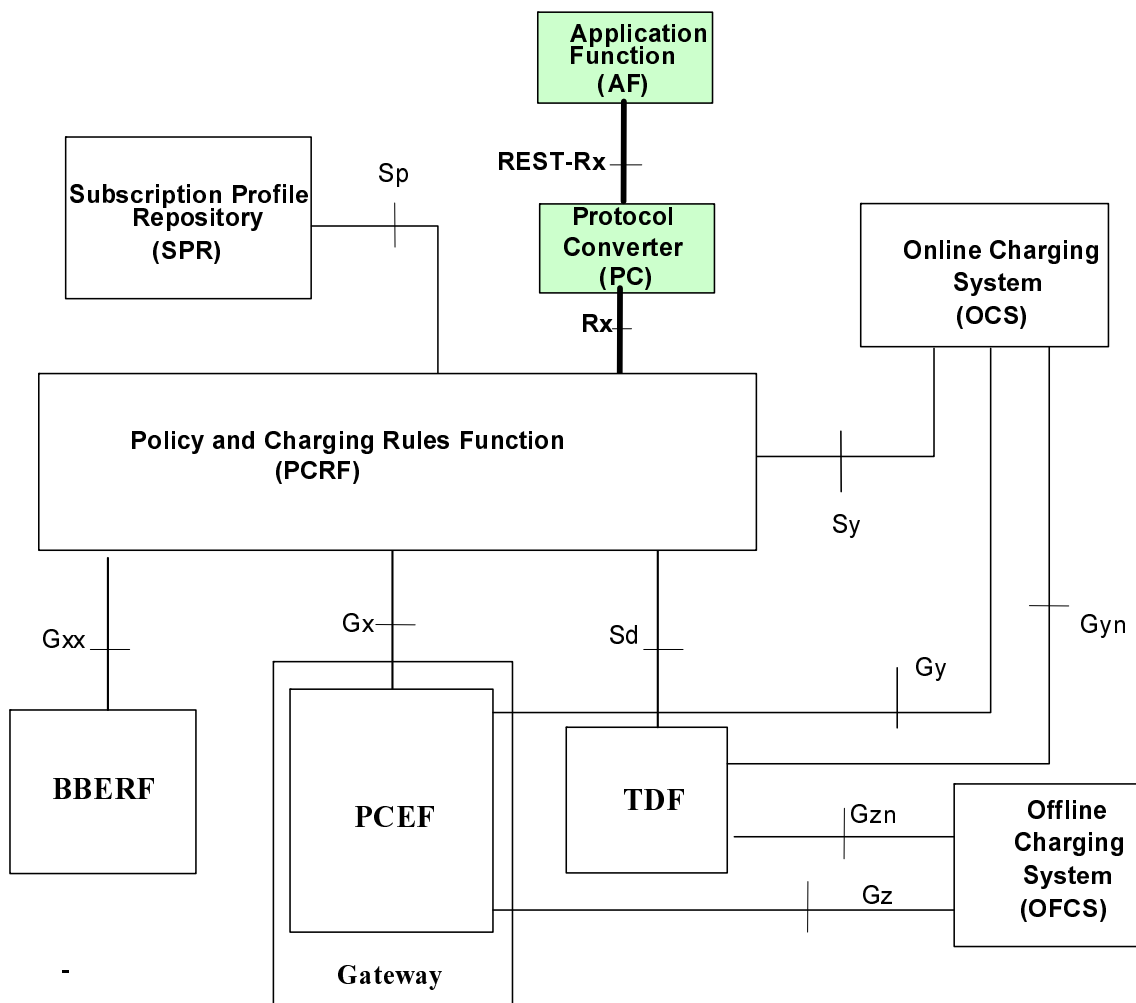 Application
Function
(AF)
REST-Rx
Sp
Subscription Profile
Repository
(SPR)
Protocol
Converter
(PC)
Online Charging
System
(OCS)
Rx
Policy and Charging Rules Function
(PCRF)
Sy
Gxx
Gx
Sd
Gyn
Gy
BBERF
PCEF
TDF
Gzn
Offline
Charging
System
(OFCS)
Gz
Gateway
-